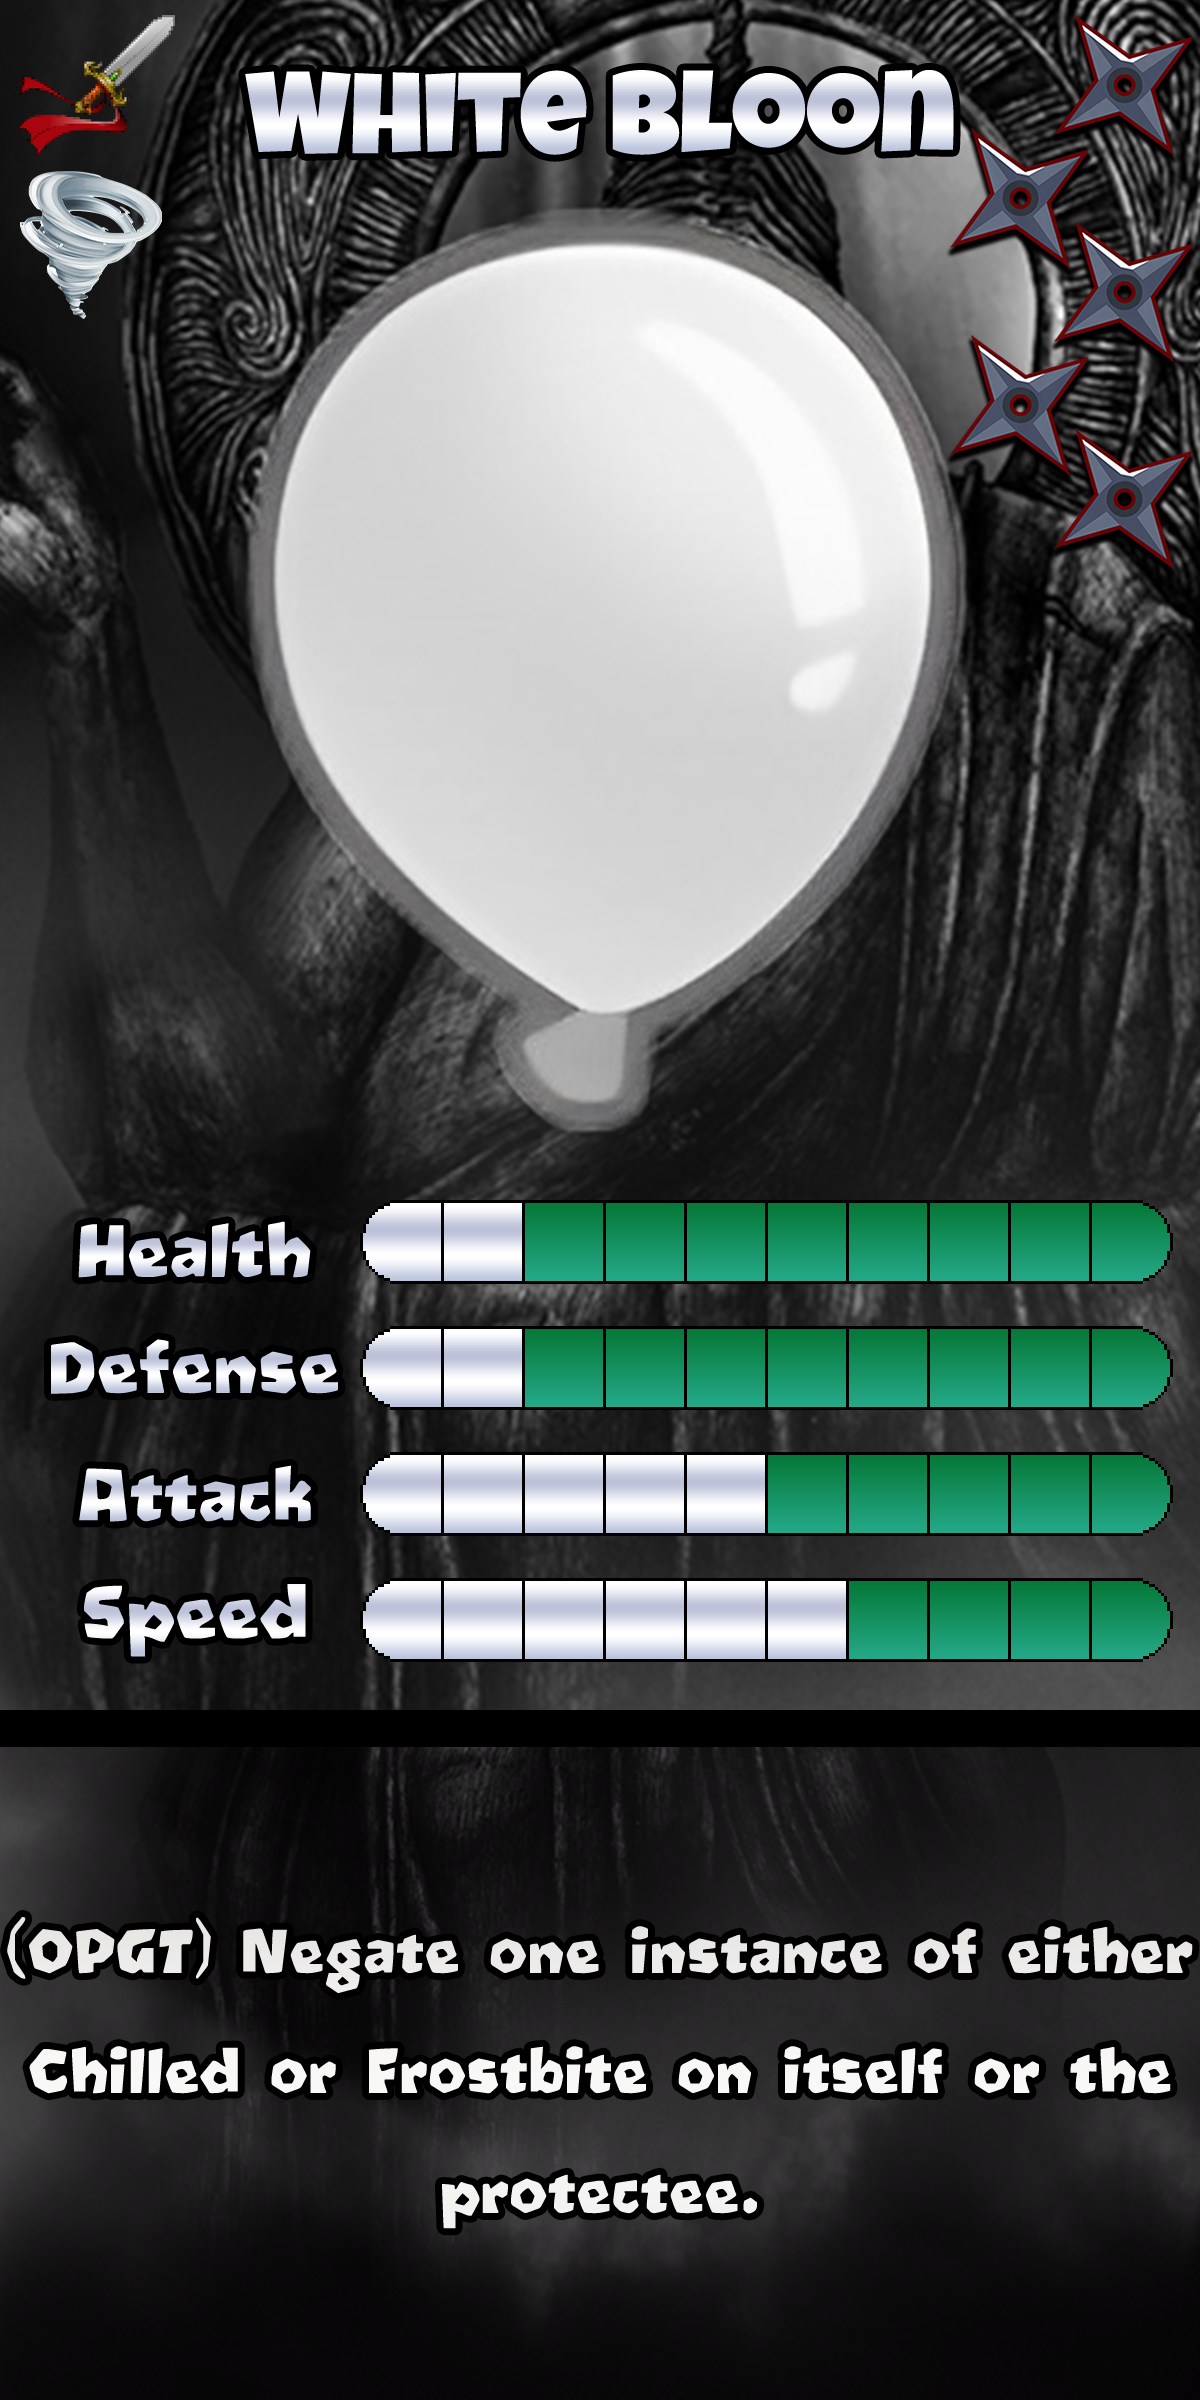 WHITE BLOON
Health
Defense
Attack
Speed
(OPGT) Negate one instance of either
Chilled or Frostbite on itself or the
protectee.